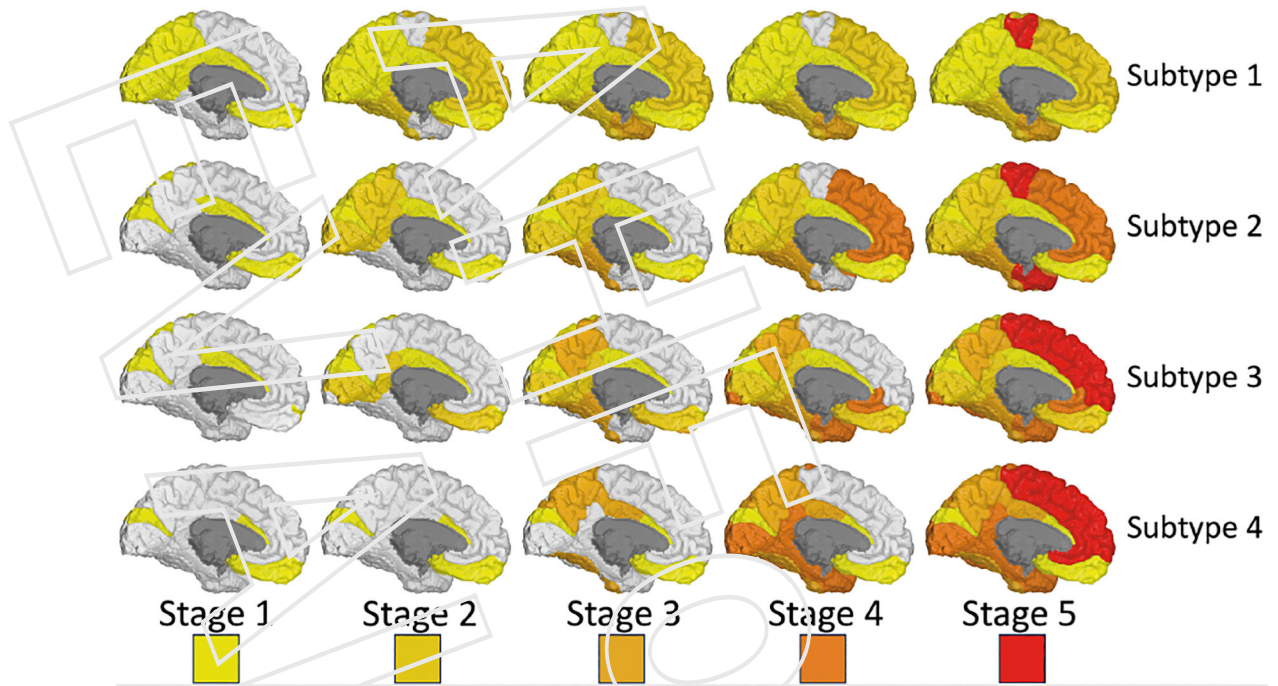 Subtype 1
Subtype 2
Subtype 3
Subtype 4
Stage 1
Stage 2
Stage 3
Stage 4
Stage 5